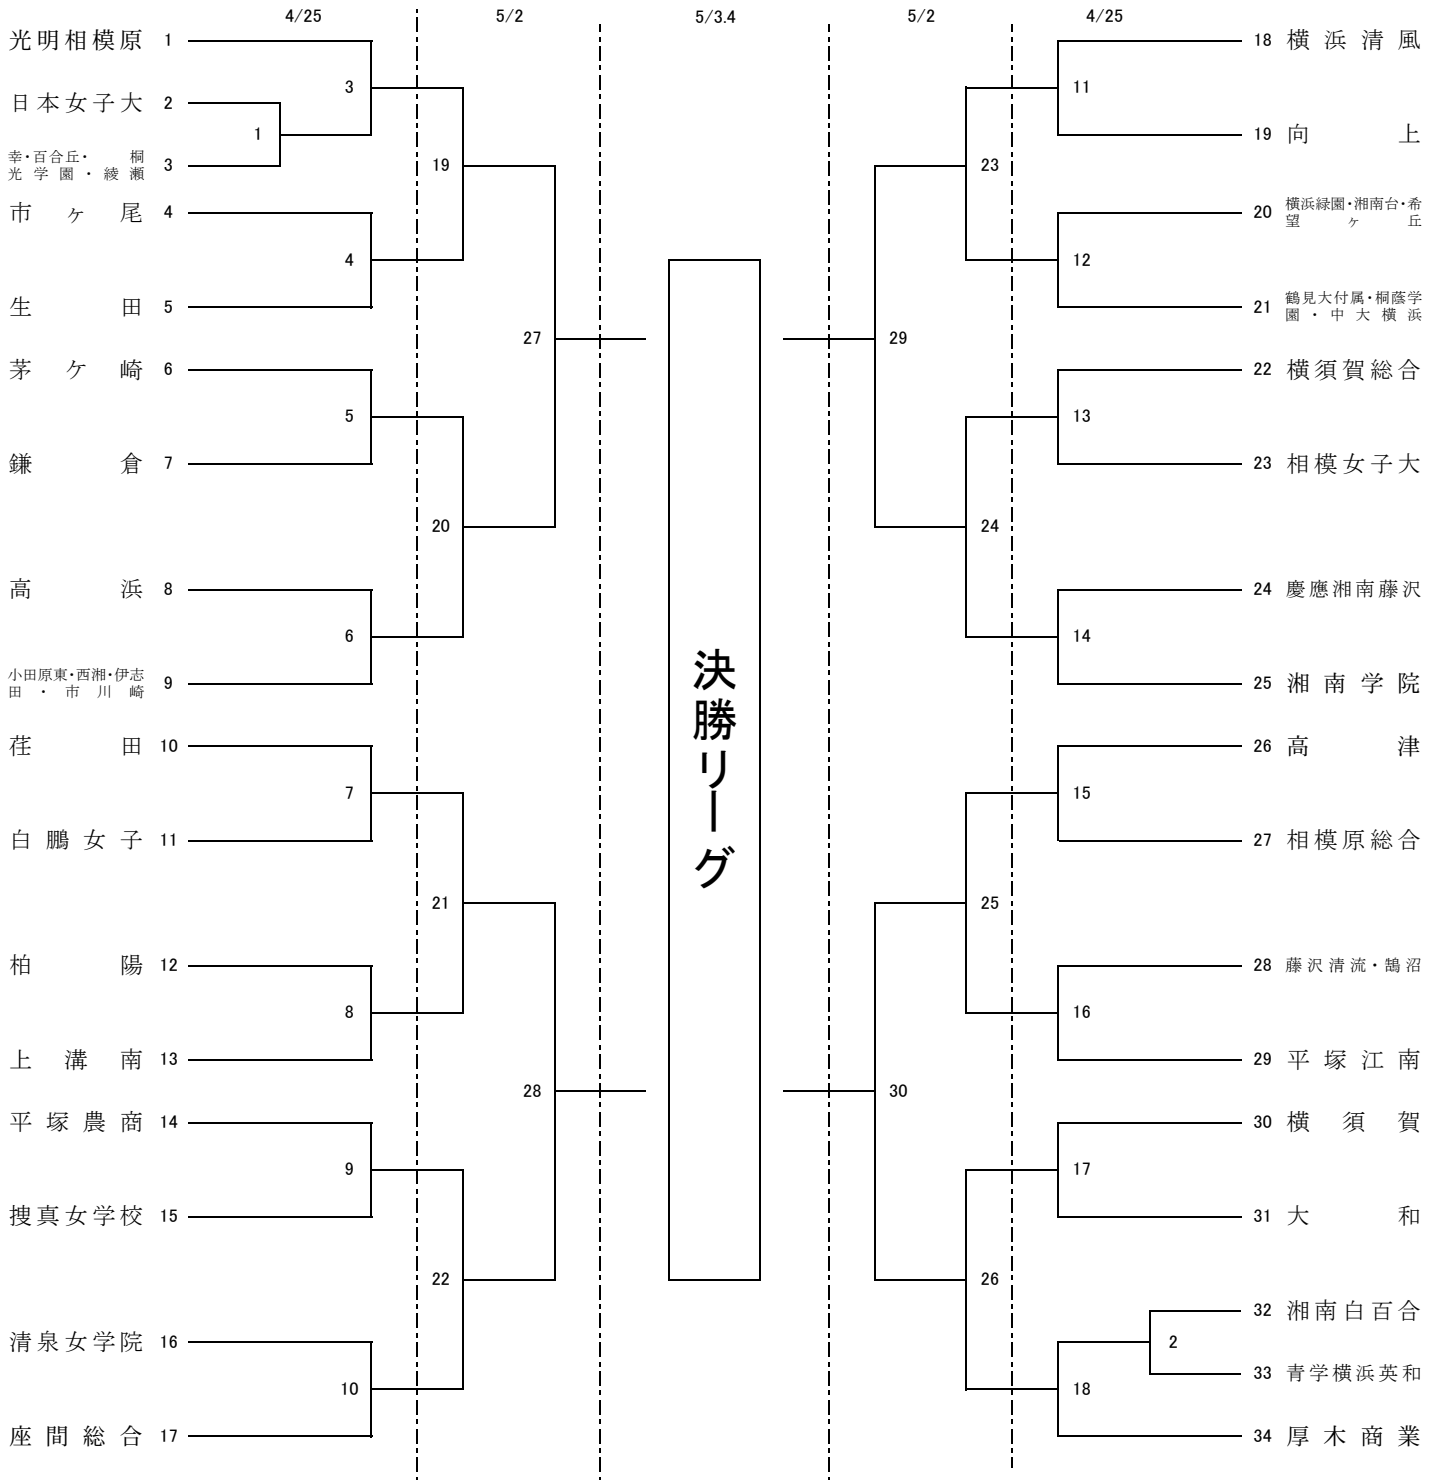 4/25 5/2 5/3.4 5/2 4/25
光明相模原 1
日本女子大 2
幸・百合丘・桐
光学園・綾瀬 3
市ヶ尾 4
生田 5
茅ケ崎 6
鎌倉 7
高浜 8
小田原東・西湘・伊志
田・市川崎 9
荏田 10
白鵬女子 11
柏陽 12
上溝南 13
平塚農商 14
捜真女学校 15
清泉女学院 16
座間総合 17
1
3
4
5
6
7
8
9
10
19
20
21
22
27
28
決勝リーグ
29
30
23
24
25
26
11
12
13
14
15
16
17
2
18
18 横浜清風
19 向上
20 横浜緑園・湘南台・希
望ヶ丘
21 鶴見大付属・桐蔭学
園・中大横浜
22 横須賀総合
23 相模女子大
24 慶應湘南藤沢
25 湘南学院
26 高津
27 相模原総合
28 藤沢清流・鵠沼
29 平塚江南
30 横須賀
31 大和
32 湘南白百合
33 青学横浜英和
34 厚木商業